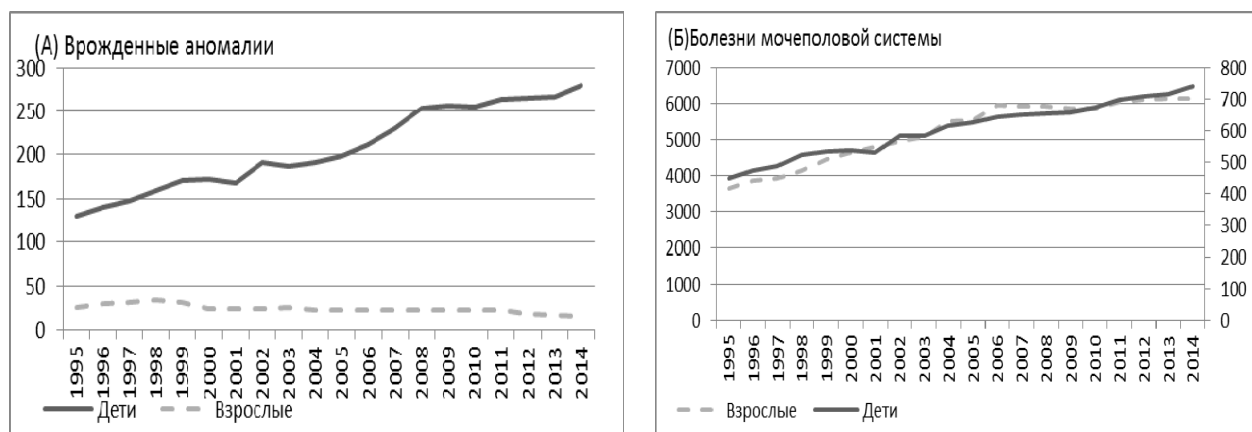 (А) Врожденные аномалии
300
250
200
150
100
50
0
1995 1996 1997 1998 1999 2000 2001 2002 2003 2004 2005 2006 2007 2008 2009 2010 2011 2012 2013 2014
Дети Взрослые
(Б)Болезни мочеполовой системы
7000 800
6000 700
5000 600
4000 500
3000 400
2000 300
1000 200
0 100
0
1995 1996 1997 1998 1999 2000 2001 2002 2003 2004 2005 2006 2007 2008 2009 2010 2011 2012 2013 2014
Взрослые Дети